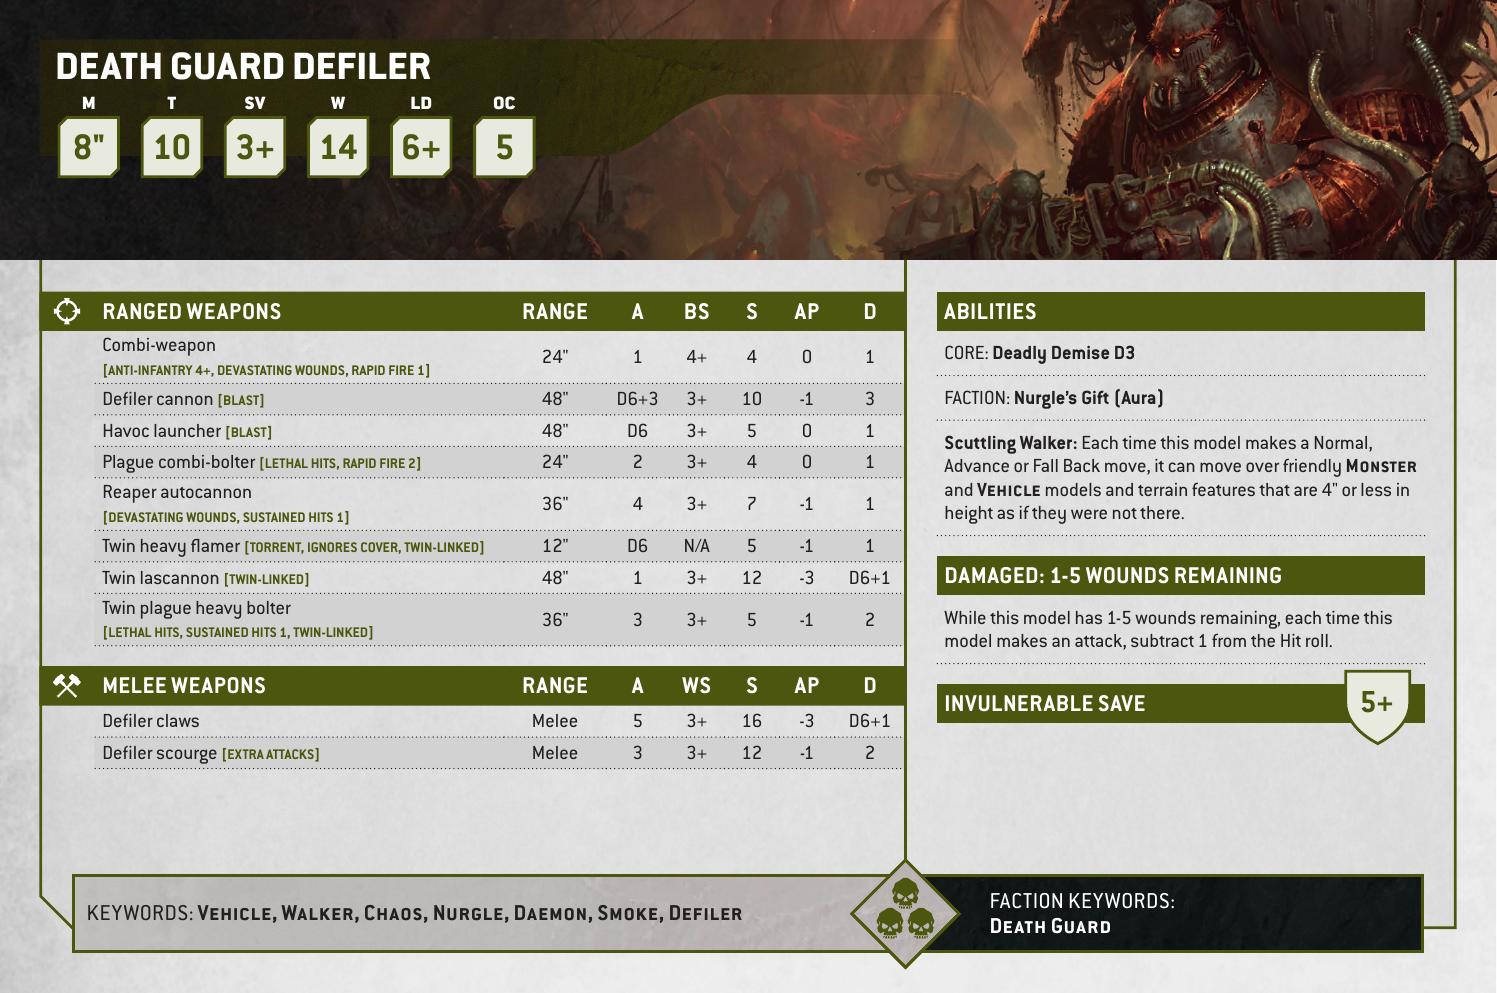 DEATH GUARD DEFILER
M T SV W LD OC
8" 10 3+ 14 6+ 5
RANGED WEAPONS RANGE A BS S AP D
Combi-weapon
[ANTI-INFANTRY 4+, DEVASTATING WOUNDS, RAPID FIRE 1] 24" 1 4+ 4 0 1
Defiler cannon [BLAST] 48" D6+3 3+ 10 -1 3
Havoc launcher [BLAST] 48" D6 3+ 5 0 1
Plague combi-bolter [LETHAL HITS, RAPID FIRE 2] 24" 2 3+ 4 0 1
Reaper autocannon
[DEVASTATING WOUNDS, SUSTAINED HITS 1] 36" 4 3+ 7 -1 1
Twin heavy flamer [TORRENT, IGNORES COVER, TWIN-LINKED] 12" D6 N/A 5 -1 1
Twin lascannon [TWIN-LINKED] 48" 1 3+ 12 -3 D6+1
Twin plague heavy bolter
[LETHAL HITS, SUSTAINED HITS 1, TWIN-LINKED] 36" 3 3+ 5 -1 2
MELEE WEAPONS RANGE A WS S AP D
Defiler claws Melee 5 3+ 16 -3 D6+1
Defiler scourge [EXTRA ATTACKS] Melee 3 3+ 12 -1 2
ABILITIES
CORE: Deadly Demise D3
FACTION: Nurgle's Gift (Aura)
Scuttling Walker: Each time this model makes a Normal,
Advance or Fall Back move, it can move over friendly MONSTER
and VEHICLE models and terrain features that are 4" or less in
height as if they were not there.
DAMAGED: 1-5 WOUNDS REMAINING
While this model has 1-5 wounds remaining, each time this
model makes an attack, subtract 1 from the Hit roll.
INVULNERABLE SAVE 5+
KEYWORDS: VEHICLE, WALKER, CHAOS, NURGLE, DAEMON, SMOKE, DEFILER
FACTION KEYWORDS:
DEATH GUARD